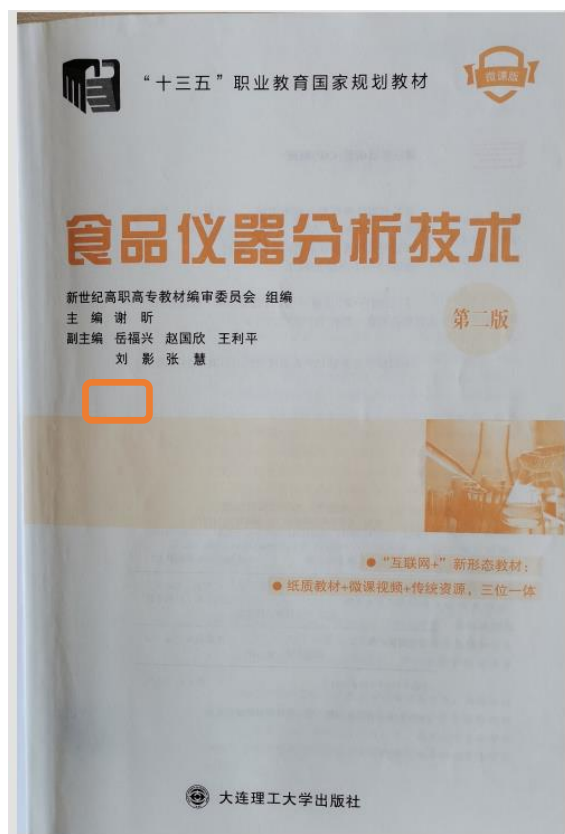 “十三五”职业教育国家规划教材
微课版
食品仪器分析技术
新世纪高职高专教材编审委员会 组编
主 编 谢 昕
第二版
副主编 岳福兴 赵国欣 王利平
刘 影 张 慧
●“互联网+”新形态教材;
●纸质教材+微课视频+传统资源,三位一体
大连理工大学出版社